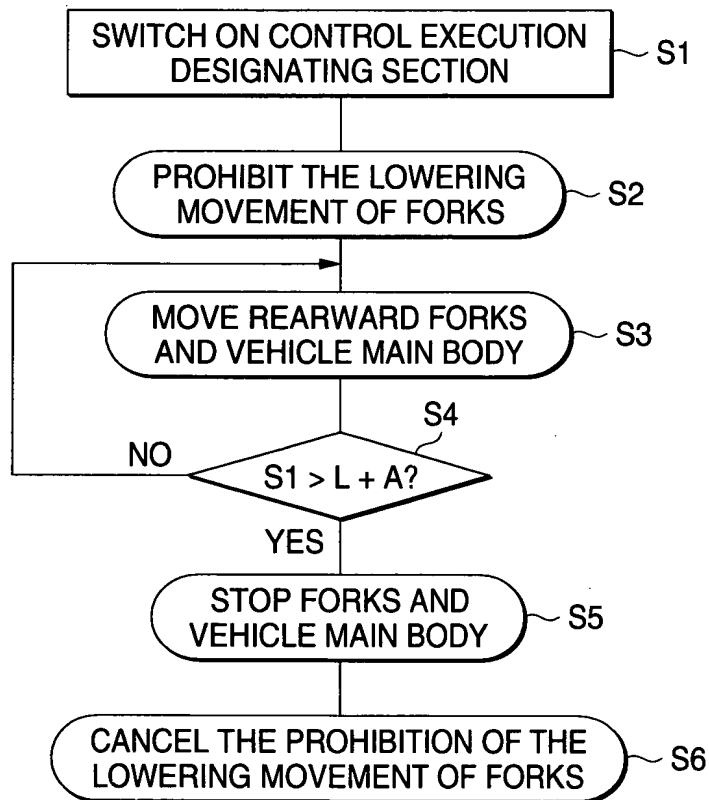 SWITCH ON CONTROL EXECUTION
DESIGNATING SECTION
S1
PROHIBIT THE LOWERING
MOVEMENT OF FORKS
S2
MOVE REARWARD FORKS
AND VEHICLE MAIN BODY
S3
S4
NO
S1 > L + A?
YES
STOP FORKS AND
VEHICLE MAIN BODY
S5
CANCEL THE PROHIBITION OF THE
LOWERING MOVEMENT OF FORKS
S6